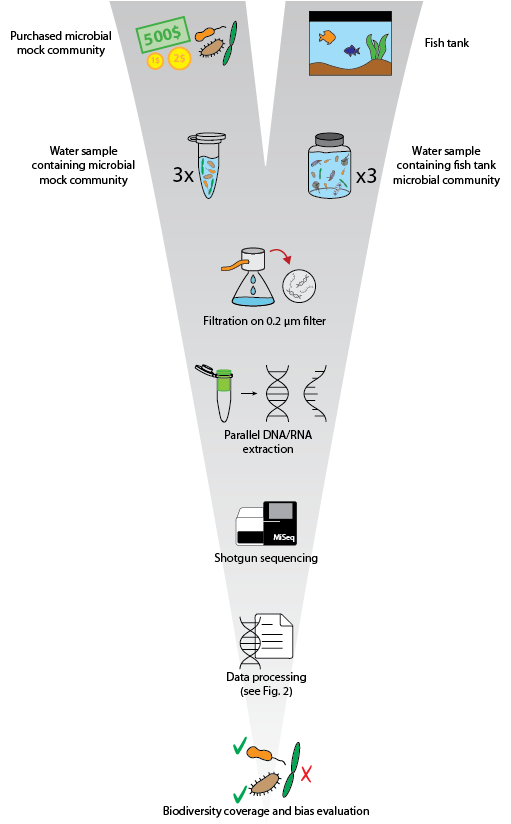 Purchased microbial
mock community
500$
1$
2$
Fish tank
Water sample
containing microbial
mock community
3x
x3
Water sample
containing fish tank
microbial community
Filtration on 0.2 μm filter
Parallel DNA/RNA
extraction
MiSeq
Shotgun sequencing
Data processing
(see Fig. 2)
Biodiversity coverage and bias evaluation